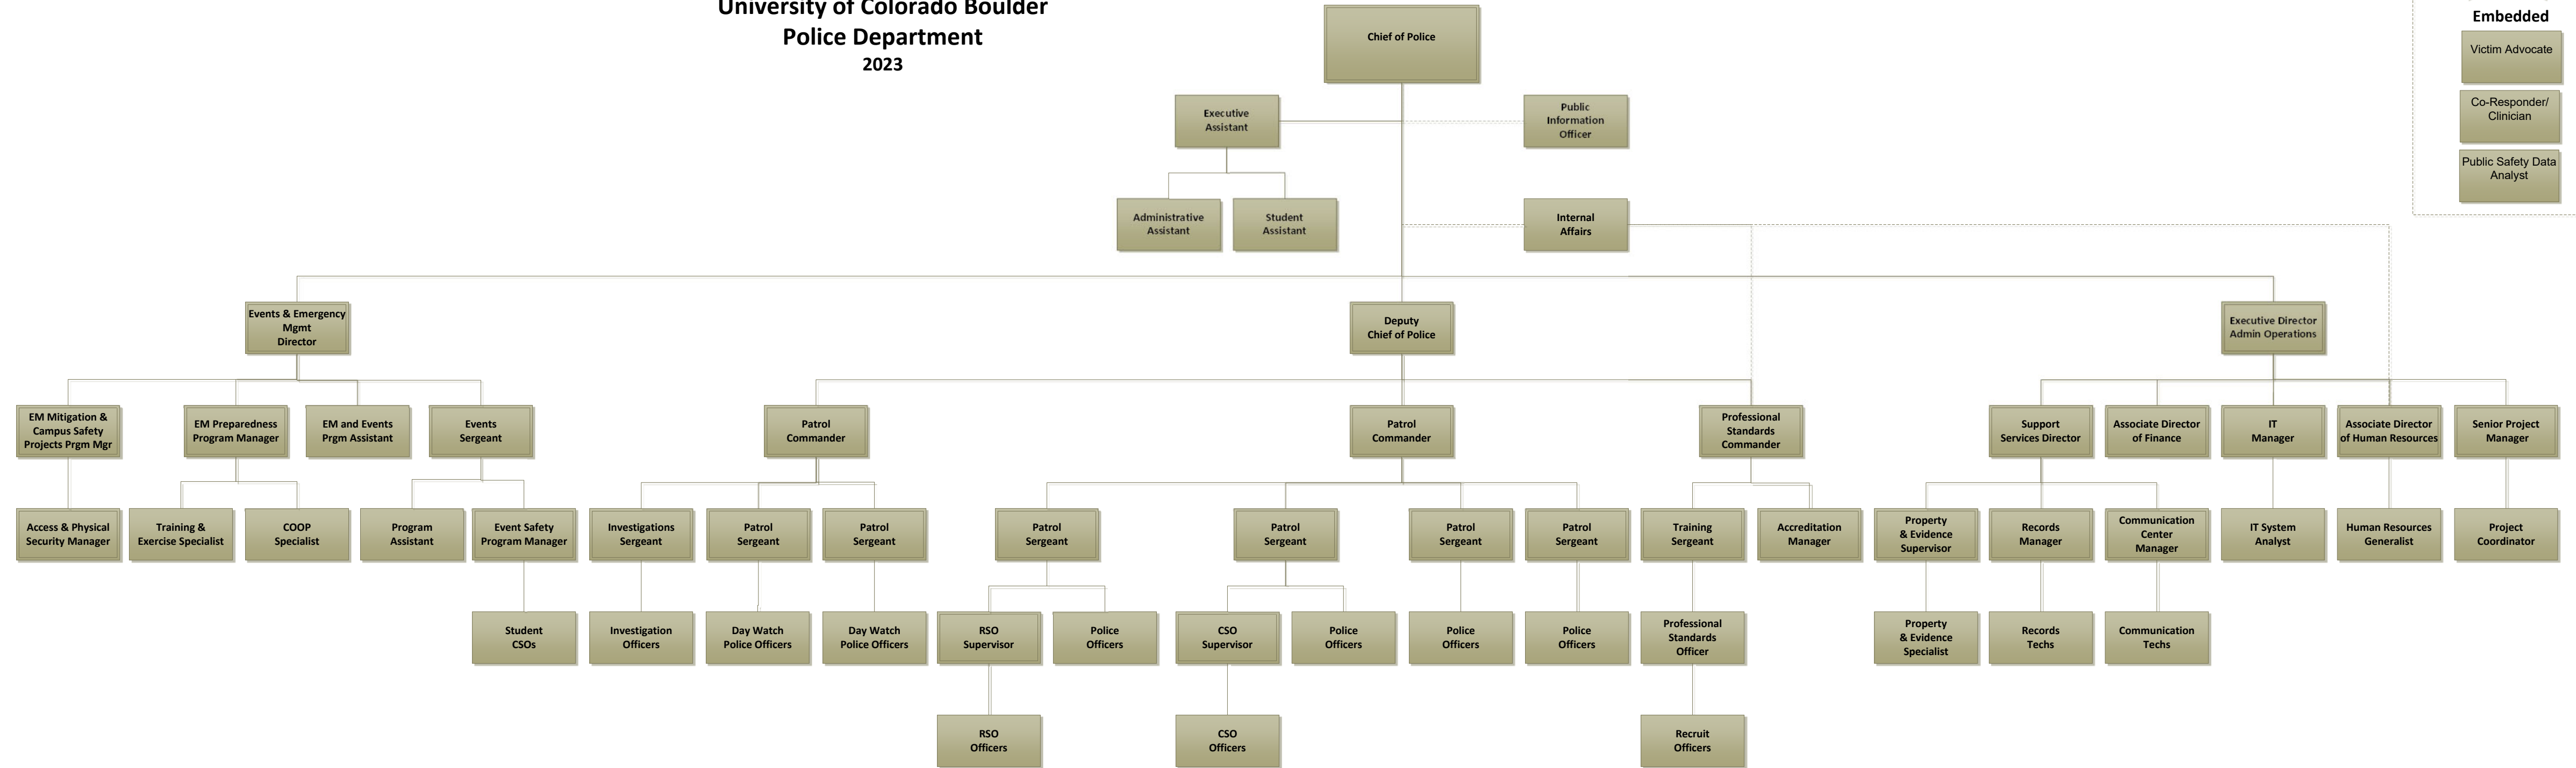 University of Colorado Boulder
Police Department
2023
Chief of Police
Embedded
Victim Advocate
Co-Responder/
Clinician
Public Safety Data
Analyst
Executive
Assistant
Public
Information
Officer
Administrative
Assistant
Student
Assistant
Internal
Affairs
Events & Emergency
Mgmt
Director
Deputy
Chief of Police
Executive Director
Admin Operations
EM Mitigation &
Campus Safety
Projects Prgm Mgr
EM Preparedness
Program Manager
EM and Events
Prgm Assistant
Events
Sergeant
Patrol
Commander
Patrol
Commander
Professional
Standards
Commander
Support
Services Director
Associate Director
of Finance
IT
Manager
Associate Director
of Human Resources
Senior Project
Manager
Access & Physical
Security Manager
Training &
Exercise Specialist
COOP
Specialist
Program
Assistant
Event Safety
Program Manager
Investigations
Sergeant
Patrol
Sergeant
Patrol
Sergeant
Patrol
Sergeant
Patrol
Sergeant
Patrol
Sergeant
Patrol
Sergeant
Training
Sergeant
Accreditation
Manager
Property
& Evidence
Supervisor
Records
Manager
Communication
Center
Manager
IT System
Analyst
Human Resources
Generalist
Project
Coordinator
Student
CSOs
Investigation
Officers
Day Watch
Police Officers
Day Watch
Police Officers
RSO
Supervisor
Police
Officers
CSO
Supervisor
Police
Officers
Police
Officers
Police
Officers
Professional
Standards
Officer
Property
& Evidence
Specialist
Records
Techs
Communication
Techs
RSO
Officers
CSO
Officers
Recruit
Officers